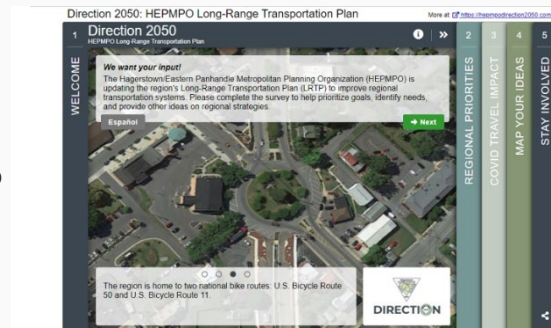 Direction 2050: HEPMPO Long-Range Transportation Plan
More at https://hepmpodirection2050.com
1
Direction 2050
HEPMPO Long-Range Transportation Plan
WELCOME
We want your input!
The Hagerstown/Eastern Panhandle Metropolitan Planning Organization (HEPMPO) is
updating the region's Long-Range Transportation Plan (LRTP) to improve regional
transportation systems. Please complete the survey to help prioritize goals, identify needs,
and provide other ideas on regional strategies.
Español
Next
The region is home to two national bike routes: U.S. Bicycle Route
50 and U.S. Bicycle Route 11.
DIRECTION
2
REGIONAL PRIORITIES
3
COVID TRAVEL IMPACT
4
MAP YOUR IDEAS
5
STAY INVOLVED